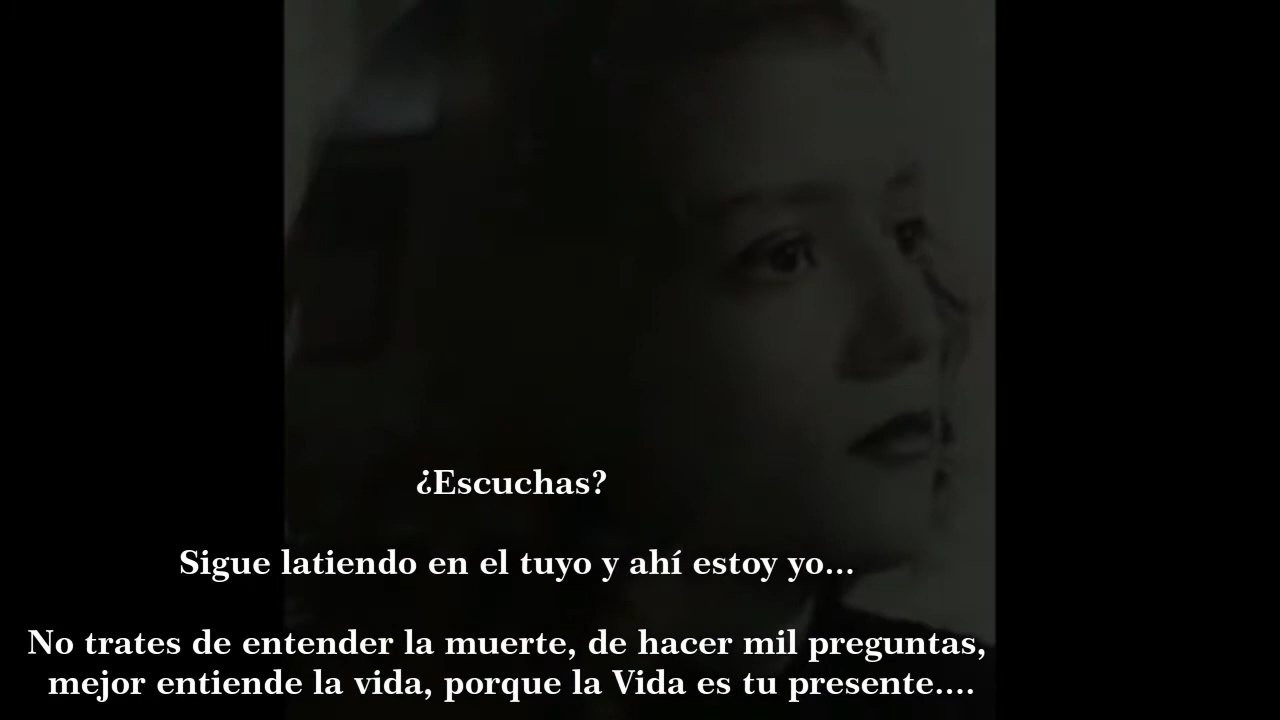 ¿Escuchas?
Sigue latiendo en el tuyo y ahí estoy yo...
No trates de entender la muerte, de hacer mil preguntas,
mejor entiende la vida, porque la Vida es tu presente....